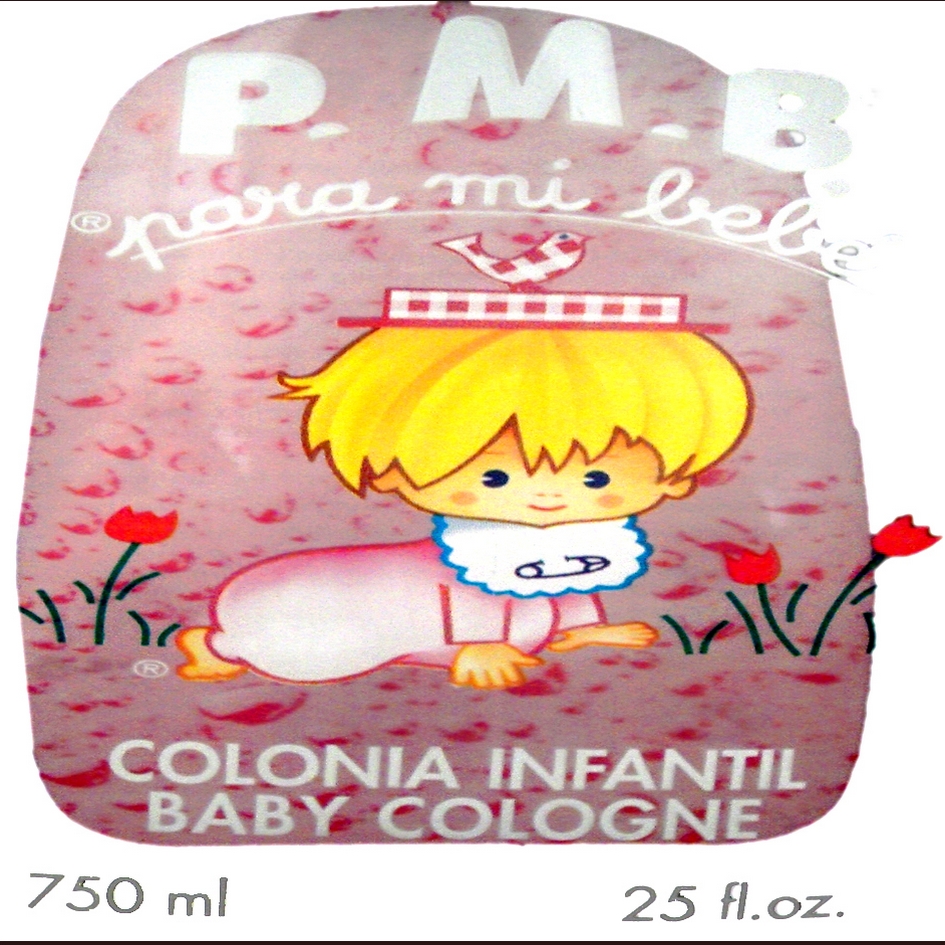 P.M.B.
® para mi bebé
®
COLONIA INFANTIL
BABY COLOGNE
750 ml 25 fl.oz.